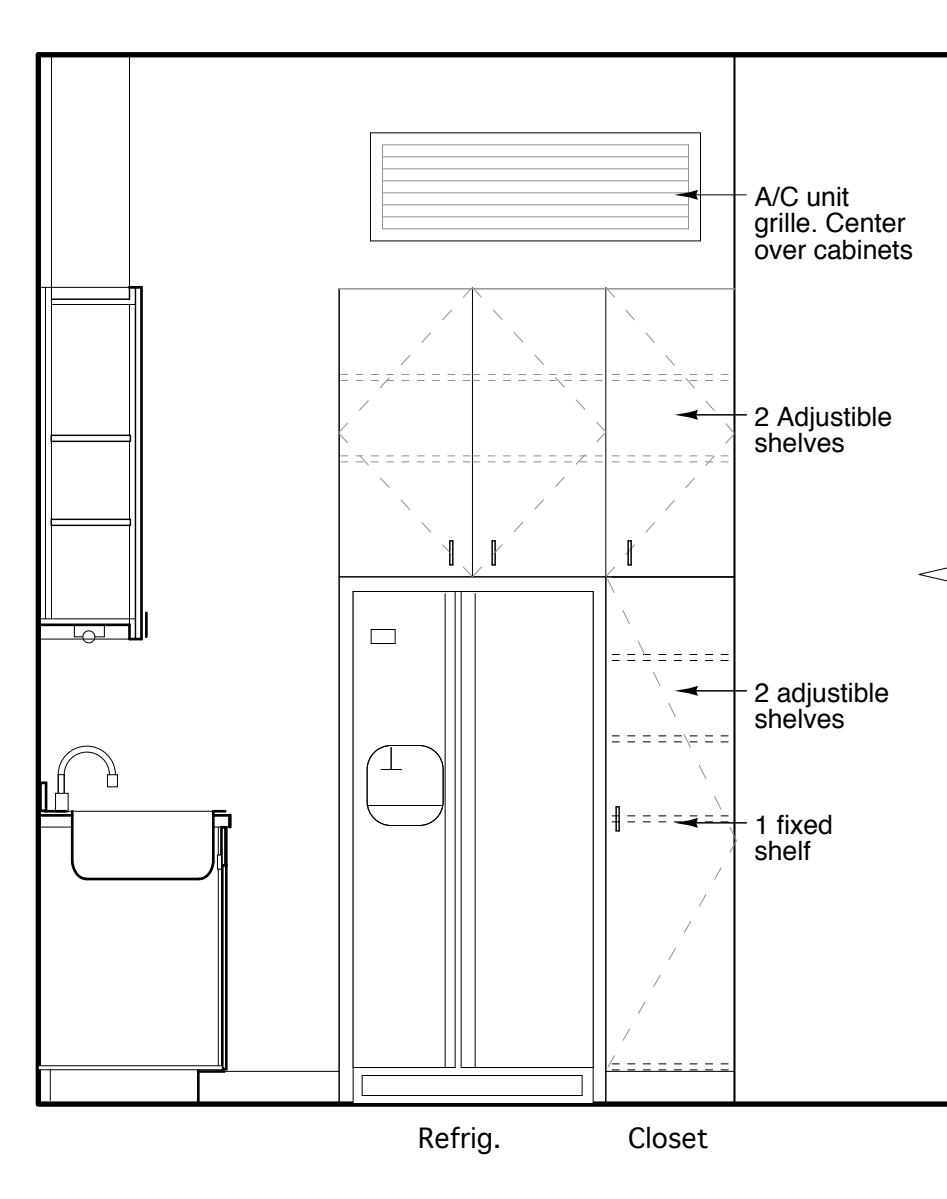 A/C unit
grille. Center
over cabinets
2 Adjustible
shelves
2 adjustible
shelves
1 fixed
shelf
Refrig.
Closet